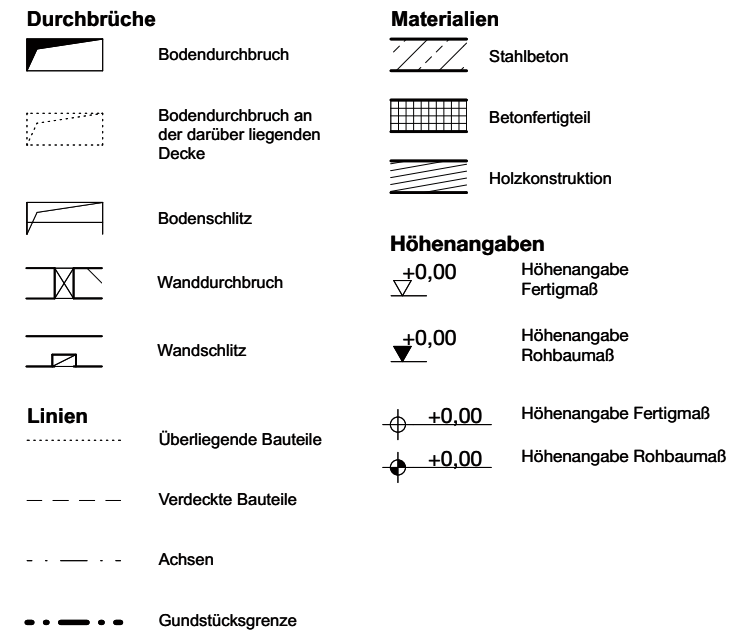 Durchbrüche
Bodendurchbruch
Bodendurchbruch an
der darüber liegenden
Decke
Bodenschlitz
Wanddurchbruch
Wandschlitz
Linien
Überliegende Bauteile
Verdeckte Bauteile
Achsen
Gundstücksgrenze
Materialien
Stahlbeton
Betonfertigteil
Holzkonstruktion
Höhenangaben
+0,00
Höhenangabe
Fertigmaß
+0,00
Höhenangabe
Rohbaumaß
+0,00 Höhenangabe Fertigmaß
+0,00 Höhenangabe Rohbaumaß